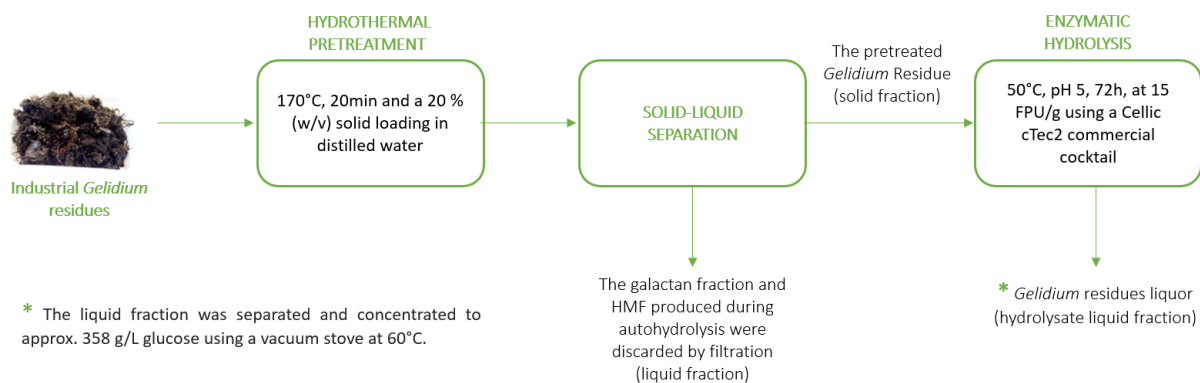 HYDROTHERMAL
PRETREATMENT
170°C, 20min and a 20 %
(w/v) solid loading in
distilled water
Industrial Gelidium
residues
SOLID-LIQUID
SEPARATION
The pretreated
Gelidium Residue
(solid fraction)
ENZYMATIC
HYDROLYSIS
50°C, pH 5, 72h, at 15
FPU/g using a Cellic
cTec2 commercial
cocktail
The galactan fraction and
HMF produced during
autohydrolysis were
discarded by filtration
(liquid fraction)
* Gelidium residues liquor
(hydrolysate liquid fraction)
* The liquid fraction was separated and concentrated to
approx. 358 g/L glucose using a vacuum stove at 60°C.